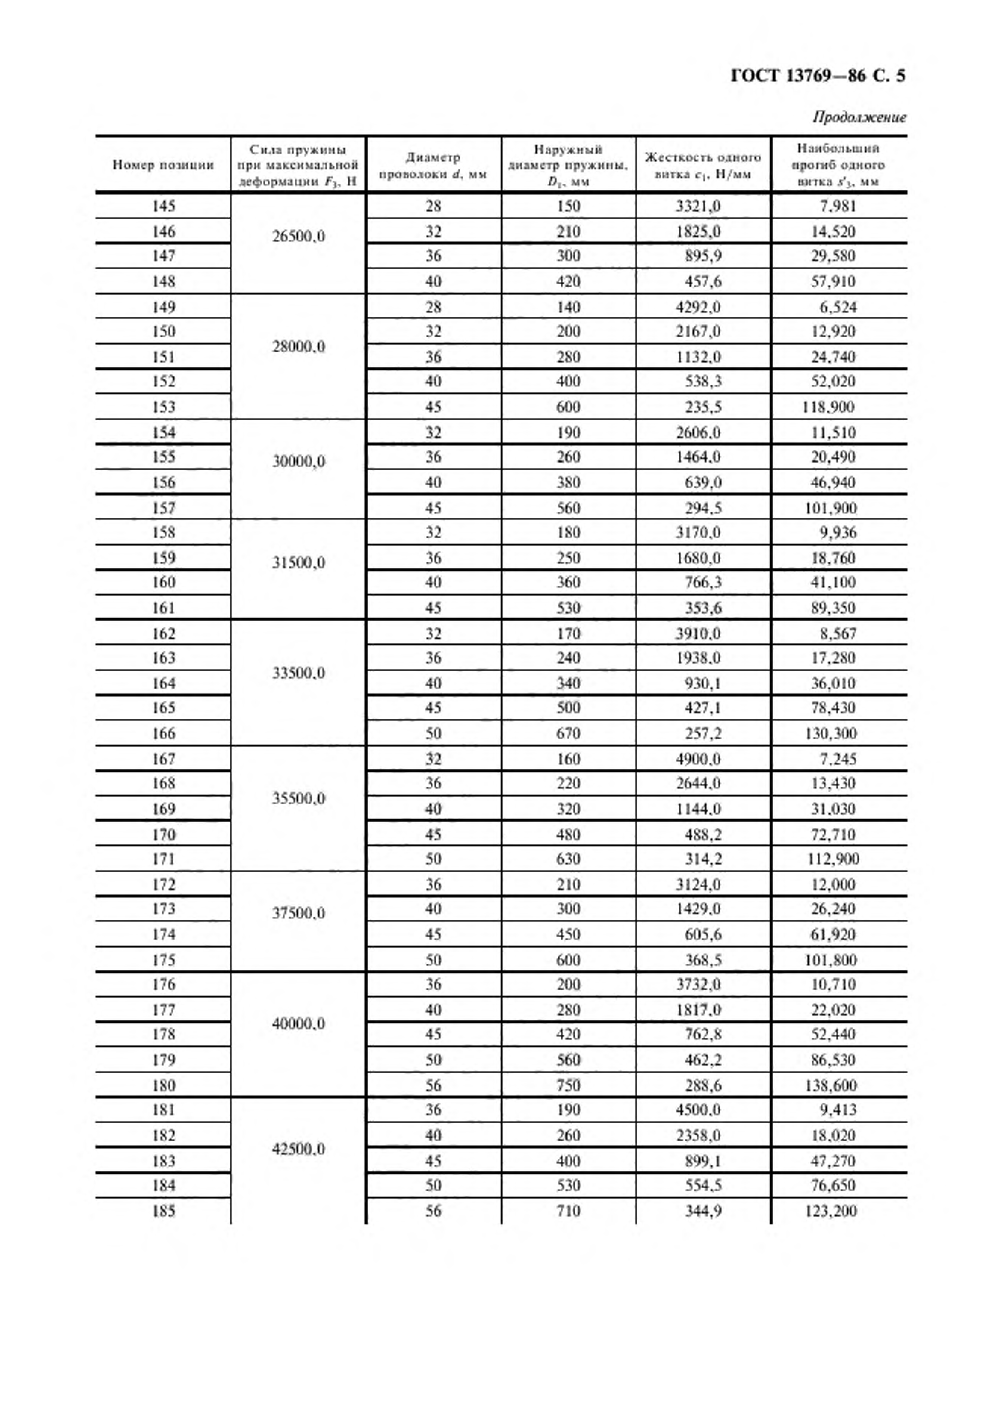 ГОСТ 13769—86 С. 5
Продолжение
Номер позиции | Сила пружины при максимальной деформации F3, Н | Диаметр проволоки d, мм | Наружный диаметр пружины, D1, мм | Жесткость одного витка c1, Н/мм | Наибольший прогиб одного витка s'3, мм
145 | 26500,0 | 28 | 150 | 3321,0 | 7,981
146 | 32 | 210 | 1825,0 | 14,520
147 | 36 | 300 | 895,9 | 29,580
148 | 40 | 420 | 457,6 | 57,910
149 | 28000,0 | 28 | 140 | 4292,0 | 6,524
150 | 32 | 200 | 2167,0 | 12,920
151 | 36 | 280 | 1132,0 | 24,740
152 | 40 | 400 | 538,3 | 52,020
153 | 45 | 600 | 235,5 | 118,900
154 | 30000,0 | 32 | 190 | 2606,0 | 11,510
155 | 36 | 260 | 1464,0 | 20,490
156 | 40 | 380 | 639,0 | 46,940
157 | 45 | 560 | 294,5 | 101,900
158 | 31500,0 | 32 | 180 | 3170,0 | 9,936
159 | 36 | 250 | 1680,0 | 18,760
160 | 40 | 360 | 766,3 | 41,100
161 | 45 | 530 | 353,6 | 89,350
162 | 33500,0 | 32 | 170 | 3910,0 | 8,567
163 | 36 | 240 | 1938,0 | 17,280
164 | 40 | 340 | 930,1 | 36,010
165 | 45 | 500 | 427,1 | 78,430
166 | 50 | 670 | 257,2 | 130,300
167 | 35500,0 | 32 | 160 | 4900,0 | 7,245
168 | 36 | 220 | 2644,0 | 13,430
169 | 40 | 320 | 1144,0 | 31,030
170 | 45 | 480 | 488,2 | 72,710
171 | 50 | 630 | 314,2 | 112,900
172 | 37500,0 | 36 | 210 | 3124,0 | 12,000
173 | 40 | 300 | 1429,0 | 26,240
174 | 45 | 450 | 605,6 | 61,920
175 | 50 | 600 | 368,5 | 101,800
176 | 40000,0 | 36 | 200 | 3732,0 | 10,710
177 | 40 | 280 | 1817,0 | 22,020
178 | 45 | 420 | 762,8 | 52,440
179 | 50 | 560 | 462,2 | 86,530
180 | 56 | 750 | 288,6 | 138,600
181 | 42500,0 | 36 | 190 | 4500,0 | 9,413
182 | 40 | 260 | 2358,0 | 18,020
183 | 45 | 400 | 899,1 | 47,270
184 | 50 | 530 | 554,5 | 76,650
185 | 56 | 710 | 344,9 | 123,200